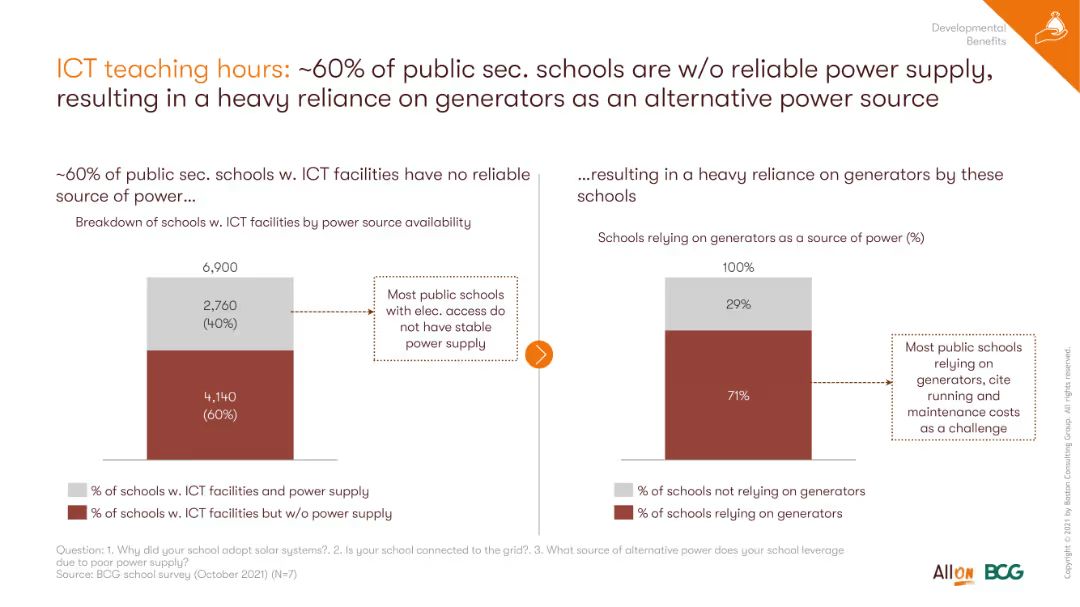 Developmental
Benefits
ICT teaching hours: ~60% of public sec. schools are w/o reliable power supply,
resulting in a heavy reliance on generators as an alternative power source
~60% of public sec. schools w. ICT facilities have no reliable
source of power...
Breakdown of schools w. ICT facilities by power source availability
6,900
2,760
(40%)
4,140
(60%)
Most public schools
with elec. access do
not have stable
power supply
% of schools w. ICT facilities and power supply
% of schools w. ICT facilities but w/o power supply
...resulting in a heavy reliance on generators by these
schools
Schools relying on generators as a source of power (%)
100%
29%
71%
Most public schools
relying on
generators, cite
running and
maintenance costs
as a challenge
% of schools not relying on generators
% of schools relying on generators
Question: 1. Why did your school adopt solar systems?. 2. Is your school connected to the grid?. 3. What source of alternative power does your school leverage
due to poor power supply?
Source: BCG school survey (October 2021) (N=7)
All ON BCG
Copyright © 2021 by Boston Consulting Group. All rights reserved.